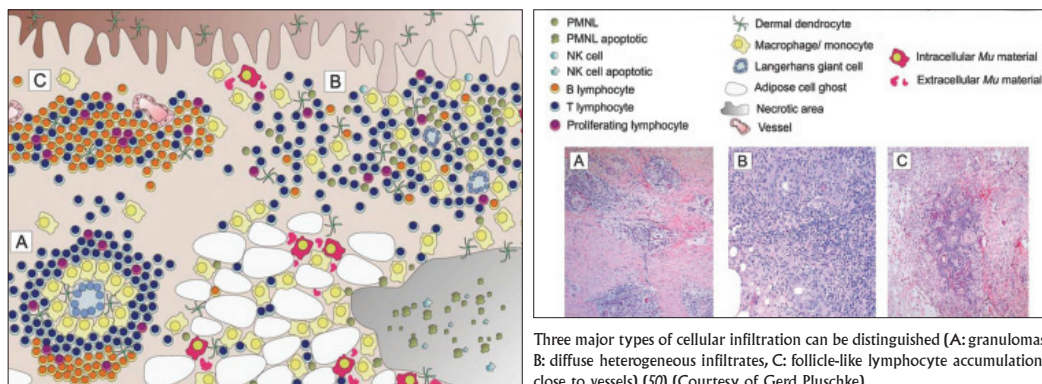 C
B
A
PMNL
PMNL apoptotic
NK cell
NK cell apoptotic
B lymphocyte
T lymphocyte
Proliferating lymphocyte
Dermal dendrocyte
Macrophage/ monocyte
Langerhans giant cell
Adipose cell ghost
Necrotic area
Vessel
Intracellular Mu material
Extracellular Mu material
A
B
C
Three major types of cellular infiltration can be distinguished (A: granulomas
B: diffuse heterogeneous infiltrates, C: follicle-like lymphocyte accumulation
close to vessels) (50) (Courtesy of Gerd Pluschke)